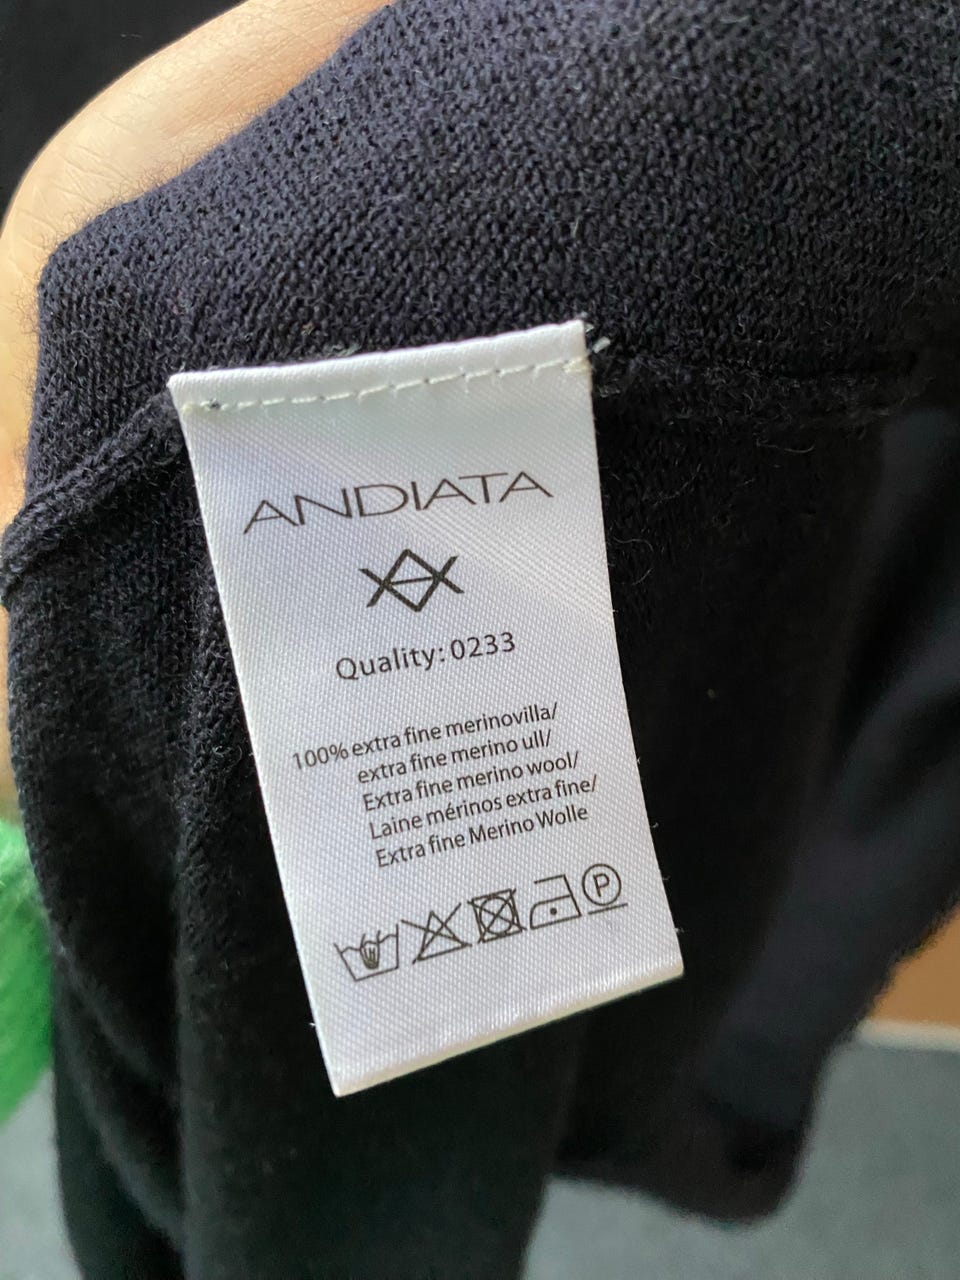 ANDIATA
Quality: 0233
100% extra fine merinovilla/
extra fine merino ull/
Extra fine merino wool/
Laine mérinos extra fine/
Extra fine Merino Wolle
P